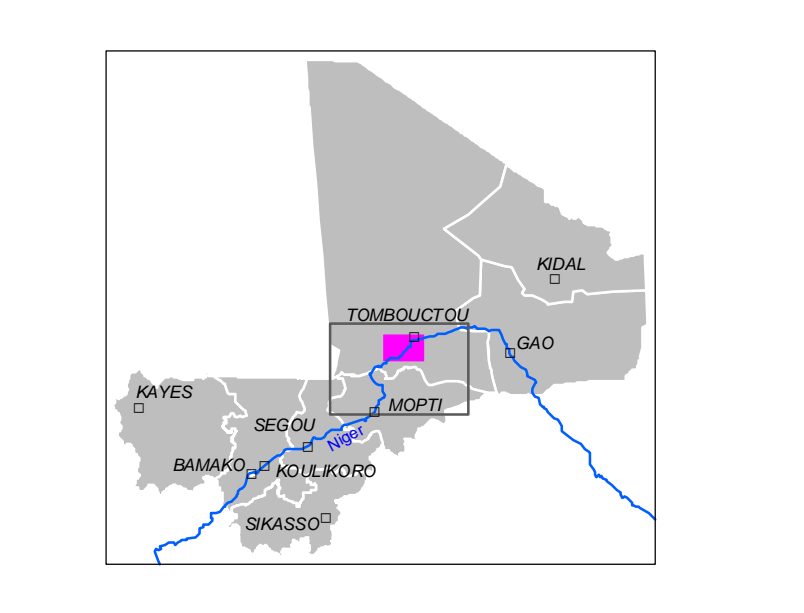 KIDAL
TOMBOUCTOU
GAO
KAYES
MOPTI
SEGOU
Niger
BAMAKO
KOULIKORO
SIKASSO